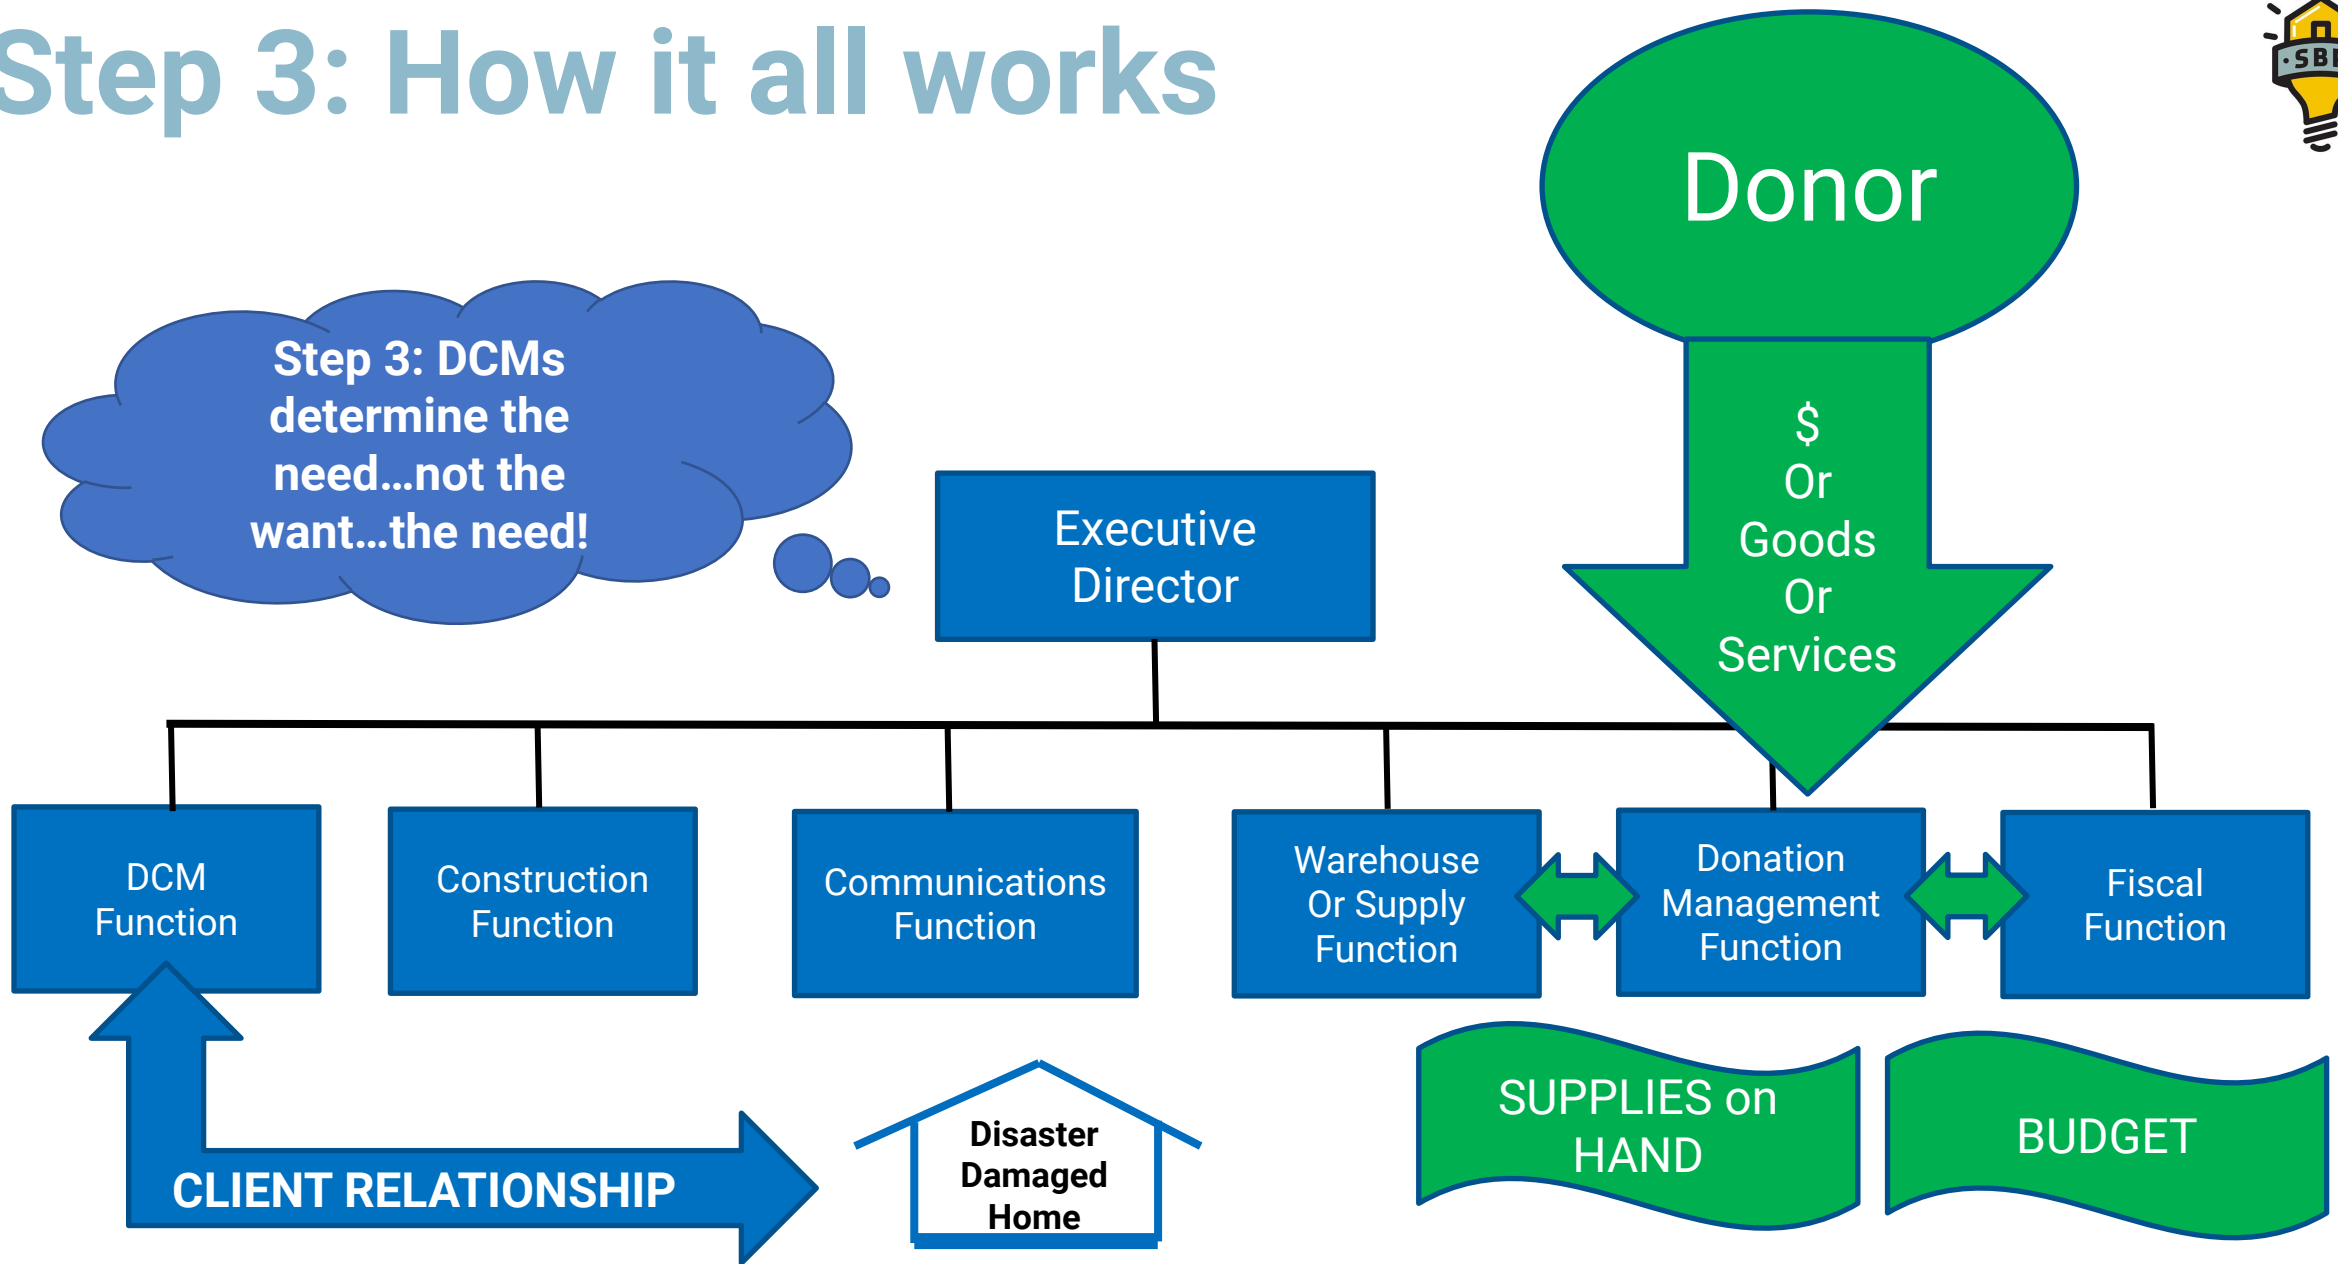 Step 3: How it all works
Donor
Step 3: DCMs
determine the
need...not the
want...the need!
$
Or
Goods
Or
Services
Executive
Director
DCM
Function
Construction
Function
Communications
Function
Warehouse
Or Supply
Function
Donation
Management
Function
Fiscal
Function
CLIENT RELATIONSHIP
Disaster
Damaged
Home
SUPPLIES on
HAND
BUDGET